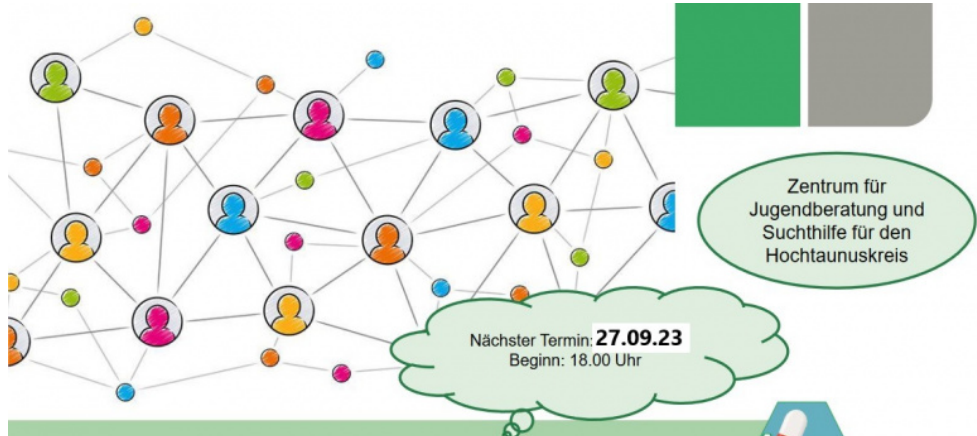 Zentrum für
Jugendberatung und
Suchthilfe für den
Hochtaunuskreis
Nächster Termin: 27.09.23
Beginn: 18.00 Uhr